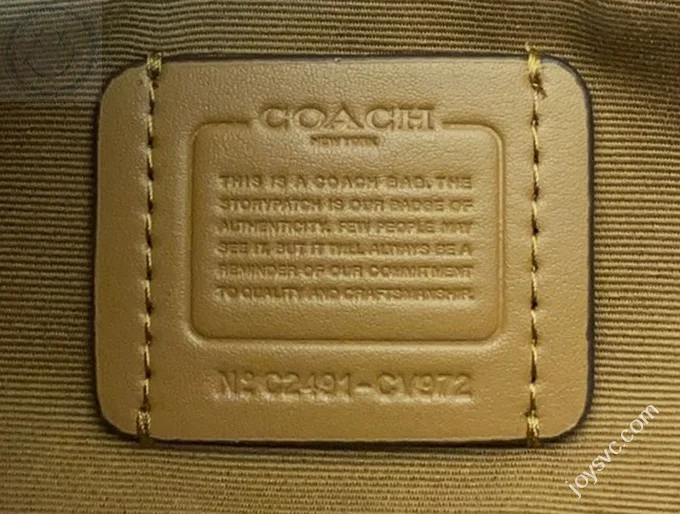 COACH
NEW YORK
THIS IS A COACH BAG. THE
STORYPATCH IS OUR BADGE OF
AUTHENTICITY. FEW PEOPLE MAY
SEE IT, BUT IT WILL ALWAYS BE A
REMINDER OF OUR COMMITMENT
TO QUALITY AND CRAFTSMANSHIP.
Nº C2491-CV972
joysvc.com